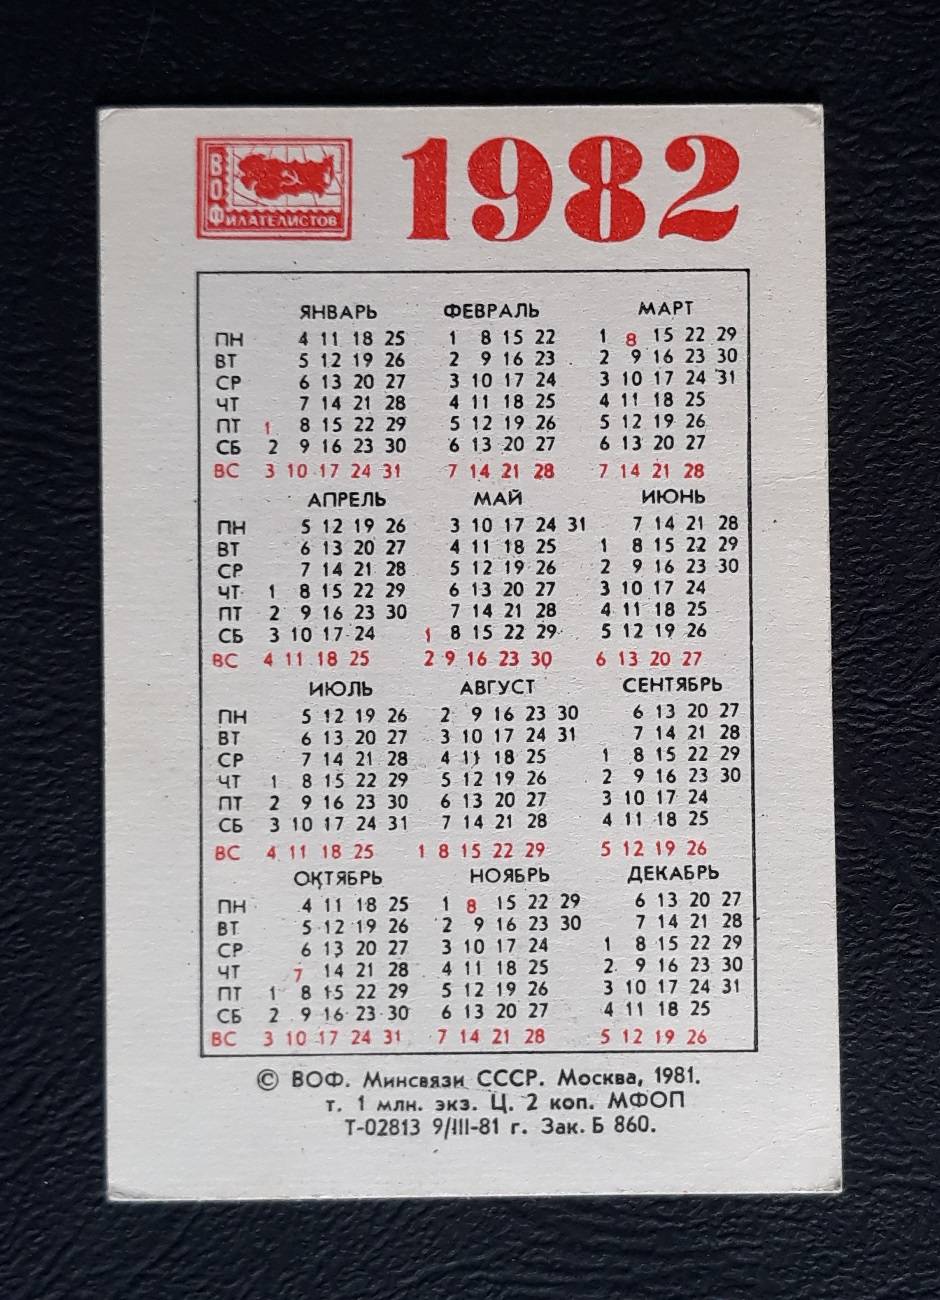 ВОФИЛАТЕЛИСТОВ
1982
ЯНВАРЬ ФЕВРАЛЬ МАРТ
ПН 4 11 18 25 1 8 15 22 1 8 15 22 29
ВТ 5 12 19 26 2 9 16 23 2 9 16 23 30
СР 6 13 20 27 3 10 17 24 3 10 17 24 31
ЧТ 7 14 21 28 4 11 18 25 4 11 18 25
ПТ 1 8 15 22 29 5 12 19 26 5 12 19 26
СБ 2 9 16 23 30 6 13 20 27 6 13 20 27
ВС 3 10 17 24 31 7 14 21 28 7 14 21 28
АПРЕЛЬ МАЙ ИЮНЬ
ПН 5 12 19 26 3 10 17 24 31 7 14 21 28
ВТ 6 13 20 27 4 11 18 25 1 8 15 22 29
СР 7 14 21 28 5 12 19 26 2 9 16 23 30
ЧТ 1 8 15 22 29 6 13 20 27 3 10 17 24
ПТ 2 9 16 23 30 7 14 21 28 4 11 18 25
СБ 3 10 17 24 1 8 15 22 29 5 12 19 26
ВС 4 11 18 25 2 9 16 23 30 6 13 20 27
ИЮЛЬ АВГУСТ СЕНТЯБРЬ
ПН 5 12 19 26 2 9 16 23 30 6 13 20 27
ВТ 6 13 20 27 3 10 17 24 31 7 14 21 28
СР 7 14 21 28 4 11 18 25 1 8 15 22 29
ЧТ 1 8 15 22 29 5 12 19 26 2 9 16 23 30
ПТ 2 9 16 23 30 6 13 20 27 3 10 17 24
СБ 3 10 17 24 31 7 14 21 28 4 11 18 25
ВС 4 11 18 25 1 8 15 22 29 5 12 19 26
ОКТЯБРЬ НОЯБРЬ ДЕКАБРЬ
ПН 4 11 18 25 1 8 15 22 29 6 13 20 27
ВТ 5 12 19 26 2 9 16 23 30 7 14 21 28
СР 6 13 20 27 3 10 17 24 1 8 15 22 29
ЧТ 7 14 21 28 4 11 18 25 2 9 16 23 30
ПТ 1 8 15 22 29 5 12 19 26 3 10 17 24 31
СБ 2 9 16 23 30 6 13 20 27 4 11 18 25
ВС 3 10 17 24 31 7 14 21 28 5 12 19 26
© ВОФ. Минсвязи СССР. Москва, 1981.
т. 1 млн. экз. Ц. 2 коп. МФОП
Т-02813 9/III-81 г. Зак. Б 860.